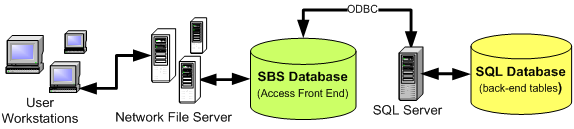 ODBC
SBS Database
(Access Front End)
SQL Database
(back-end tables)
User
Workstations
Network File Server
SQL Server